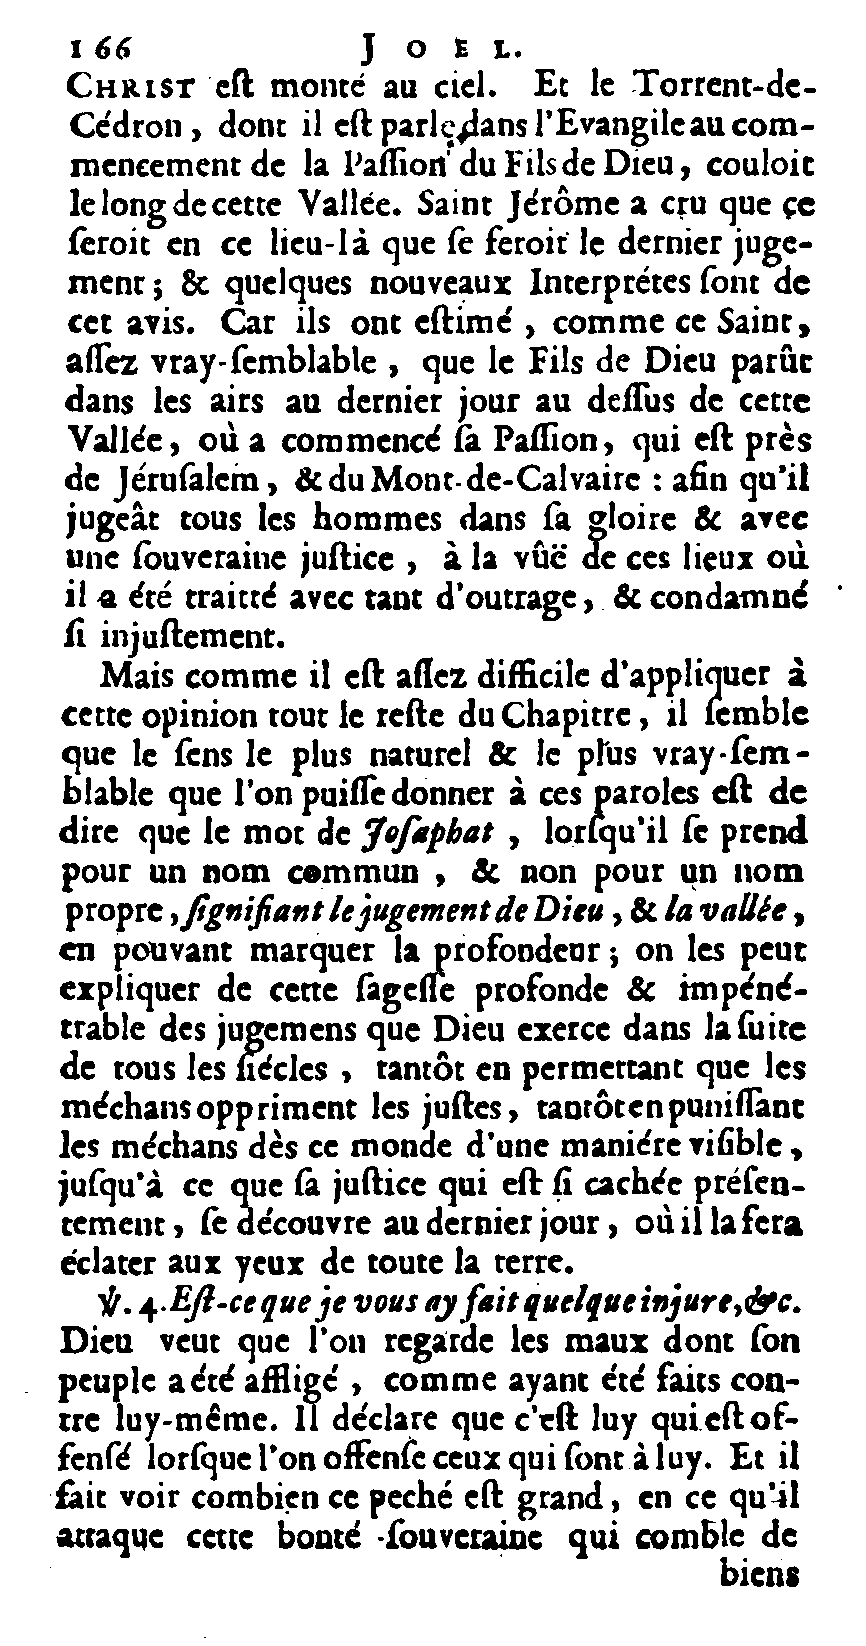 166 JOEL.
CHRIST eſt monté au ciel. Et le Torrent-de-
Cédron, dont il eſt parlé dans l'Evangile au com-
mencement de la Paſſion du Fils de Dieu, couloit
le long de cette Vallée. Saint Jérôme a cru que ce
ſeroit en ce lieu-là que ſe feroit le dernier juge-
ment; & quelques nouveaux Interprétes ſont de
cet avis. Car ils ont eſtimé, comme ce Saint,
aſſez vray-ſemblable, que le Fils de Dieu parût
dans les airs au dernier jour au deſſus de cette
Vallée, où a commencé ſa Paſſion, qui eſt près
de Jéruſalem, & du Mont-de-Calvaire : afin qu'il
jugeât tous les hommes dans ſa gloire & avec
une ſouveraine juſtice, à la vûë de ces lieux où
il a été traitté avec tant d'outrage, & condamné
ſi injuſtement.
Mais comme il eſt aſſez difficile d'appliquer à
cette opinion tout le reſte du Chapitre, il ſemble
que le ſens le plus naturel & le plus vray-ſem-
blable que l'on puiſſe donner à ces paroles eſt de
dire que le mot de Joſaphat, lorſqu'il ſe prend
pour un nom commun, & non pour un nom
propre, ſignifiant le jugement de Dieu, & la vallée,
en pouvant marquer la profondeur; on les peut
expliquer de cette ſageſſe profonde & impéné-
trable des jugemens que Dieu exerce dans la ſuite
de tous les ſiécles, tantôt en permettant que les
méchans oppriment les juſtes, tantôt en puniſſant
les méchans dès ce monde d'une maniére viſible,
juſqu'à ce que ſa juſtice qui eſt ſi cachée préſen-
tement, ſe découvre au dernier jour, où il la fera
éclater aux yeux de toute la terre.
℣. 4. Eſt-ce que je vous ay fait quelque injure, &c.
Dieu veut que l'on regarde les maux dont ſon
peuple a été affligé, comme ayant été faits con-
tre luy-même. Il déclare que c'eſt luy qui eſt of-
fenſé lorſque l'on offenſe ceux qui ſont à luy. Et il
fait voir combien ce peché eſt grand, en ce qu'il
attaque cette bonté ſouveraine qui comble de
biens